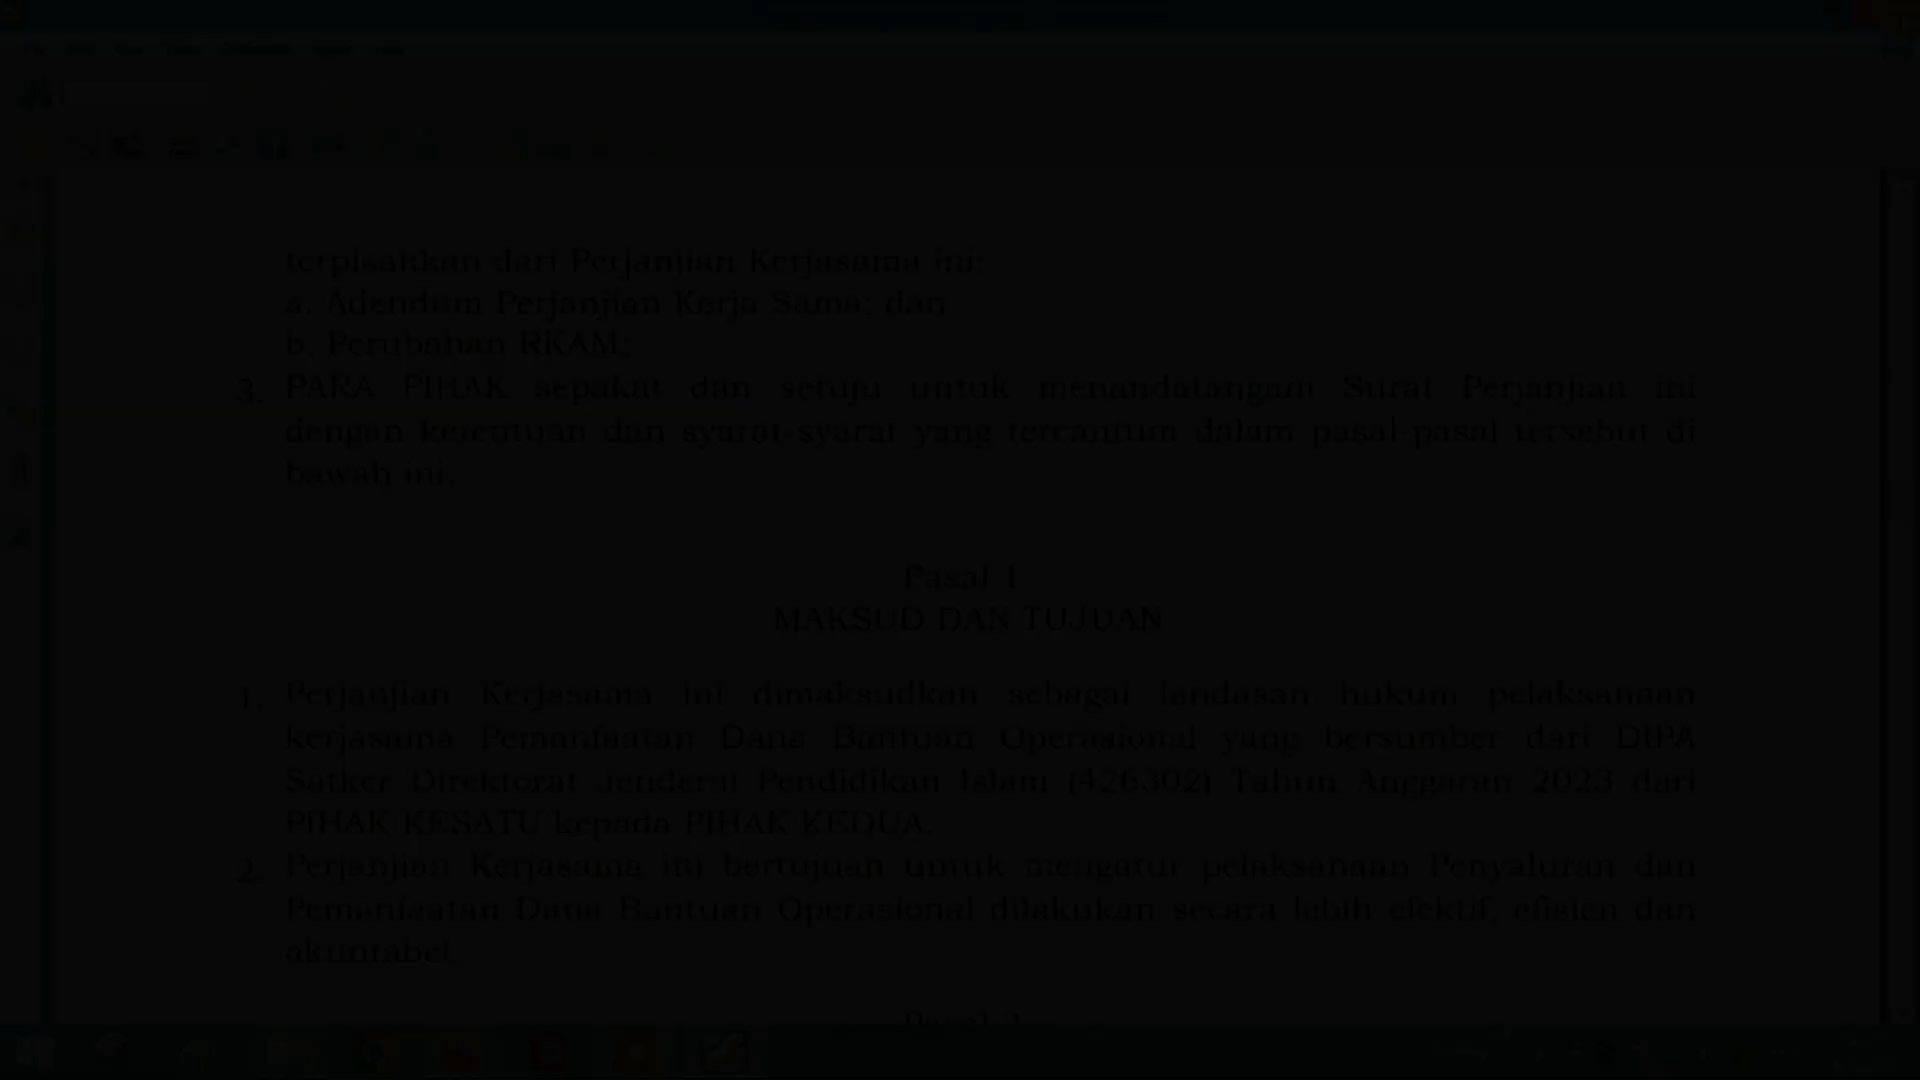 terpisahkan dari Perjanjian Kerjasama ini:
a. Adendum Perjanjian Kerja Sama; dan
b. Perubahan RKAM;
3. PARA PIHAK sepakat dan setuju untuk menandatangani Surat Perjanjian ini
dengan ketentuan dan syarat-syarat yang tercantum dalam pasal-pasal tersebut di
bawah ini.
Pasal 1
MAKSUD DAN TUJUAN
1. Perjanjian Kerjasama ini dimaksudkan sebagai landasan hukum pelaksanaan
kerjasama Pemanfaatan Dana Bantuan Operasional yang bersumber dari DIPA
Satker Direktorat Jenderal Pendidikan Islam (426302) Tahun Anggaran 2023 dari
PIHAK KESATU kepada PIHAK KEDUA.
2. Perjanjian Kerjasama ini bertujuan untuk mengatur pelaksanaan Penyaluran dan
Pemanfaatan Dana Bantuan Operasional dilakukan secara lebih efektif, efisien dan
akuntabel.
Pasal 2